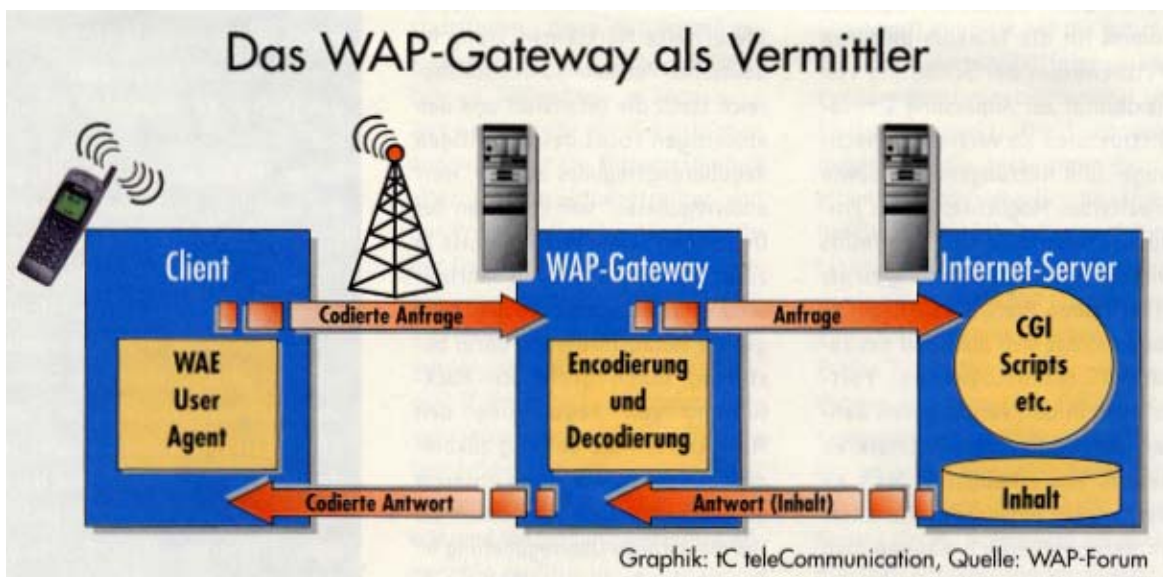 Das WAP-Gateway als Vermittler
Client
WAP-Gateway
Internet-Server
Codierte Anfrage
Anfrage
WAE
User
Agent
Encodierung
und
Decodierung
CGI
Scripts
etc.
Codierte Antwort
Antwort (Inhalt)
Inhalt
Graphik: tC teleCommunication, Quelle: WAP-Forum